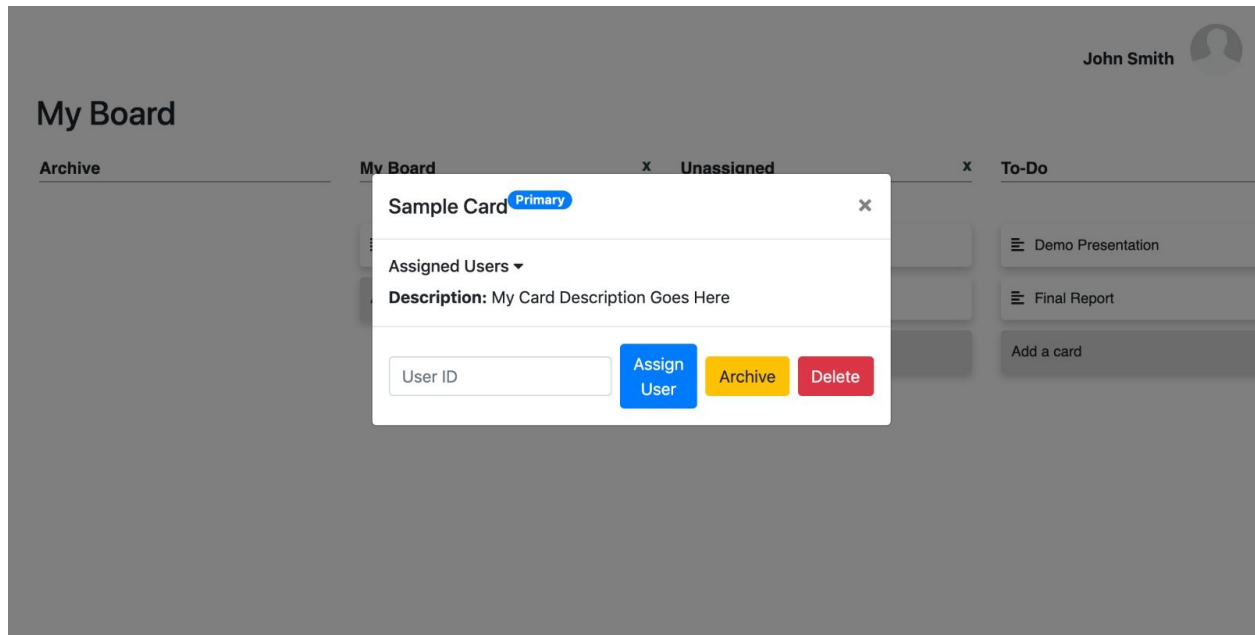 John Smith
My Board
Archive
My Board x
Unassigned x
To-Do
Sample Card Primary ×
Assigned Users
Description: My Card Description Goes Here
User ID
Assign
User
Archive
Delete
Demo Presentation
Final Report
Add a card